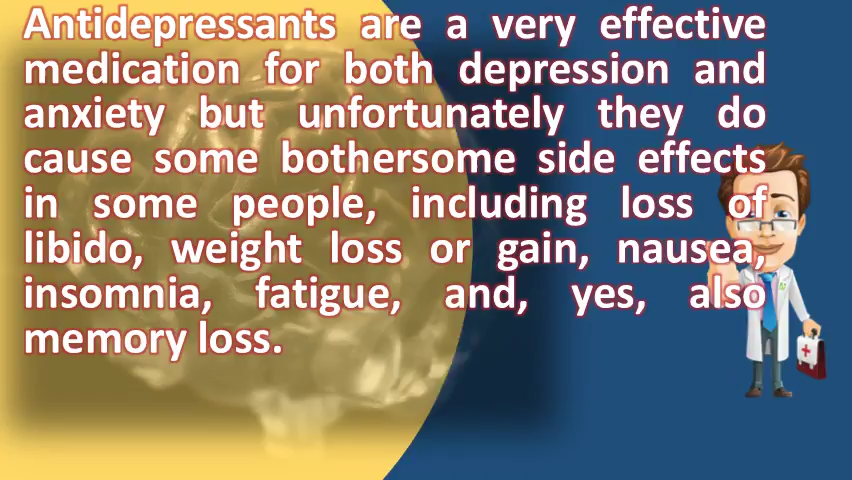 Antidepressants are a very effective
medication for both depression and
anxiety but unfortunately they do
cause some bothersome side effects
in some people, including loss of
libido, weight loss or gain, nausea,
insomnia, fatigue, and, yes, also
memory loss.